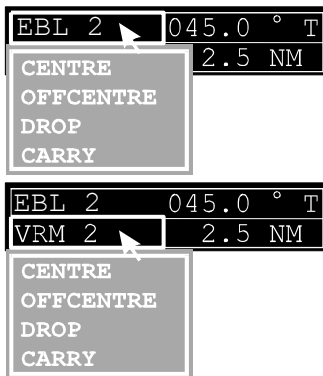 EBL 2 045.0 ° T
2.5 NM
CENTRE
OFFCENTRE
DROP
CARRY
EBL 2 045.0 ° T
VRM 2 2.5 NM
CENTRE
OFFCENTRE
DROP
CARRY